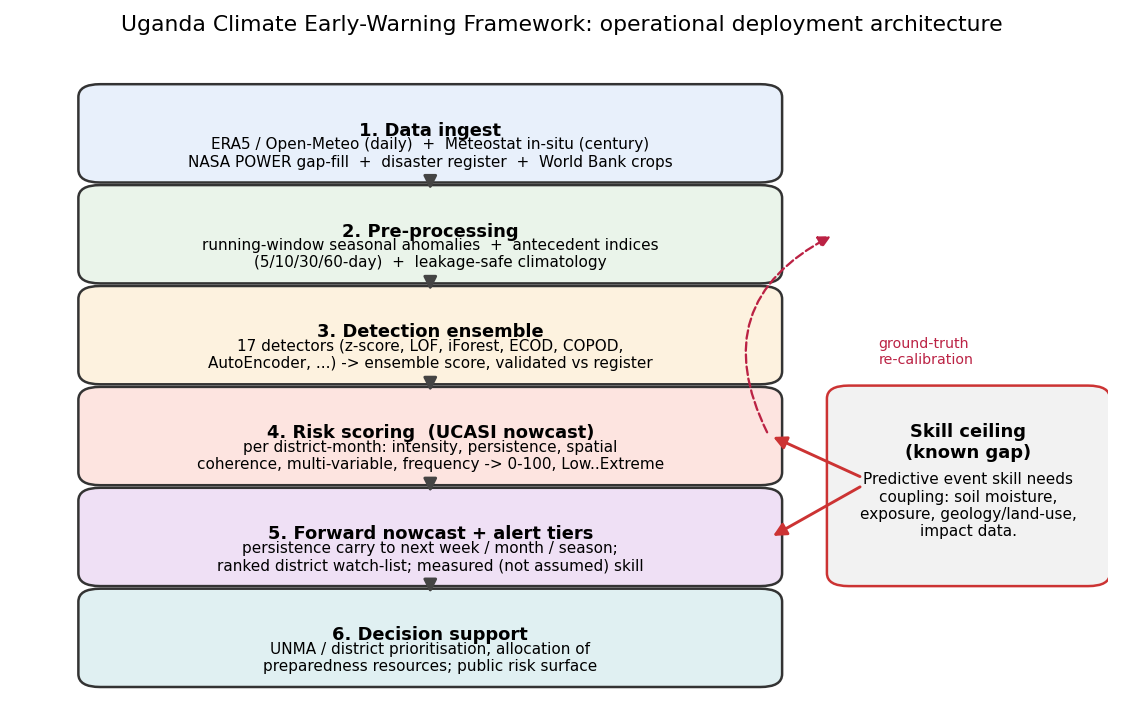 Uganda Climate Early-Warning Framework: operational deployment architecture
1. Data ingest
ERA5 / Open-Meteo (daily)  +  Meteostat in-situ (century)
NASA POWER gap-fill  +  disaster register  +  World Bank crops
2. Pre-processing
running-window seasonal anomalies  +  antecedent indices
(5/10/30/60-day)  +  leakage-safe climatology
3. Detection ensemble
17 detectors (z-score, LOF, iForest, ECOD, COPOD,
AutoEncoder, ...) -> ensemble score, validated vs register
ground-truth
re-calibration
4. Risk scoring  (UCASI nowcast)
per district-month: intensity, persistence, spatial
coherence, multi-variable, frequency -> 0-100, Low..Extreme
Skill ceiling
(known gap)
Predictive event skill needs
coupling: soil moisture,
exposure, geology/land-use,
impact data.
5. Forward nowcast + alert tiers
persistence carry to next week / month / season;
ranked district watch-list; measured (not assumed) skill
6. Decision support
UNMA / district prioritisation, allocation of
preparedness resources; public risk surface